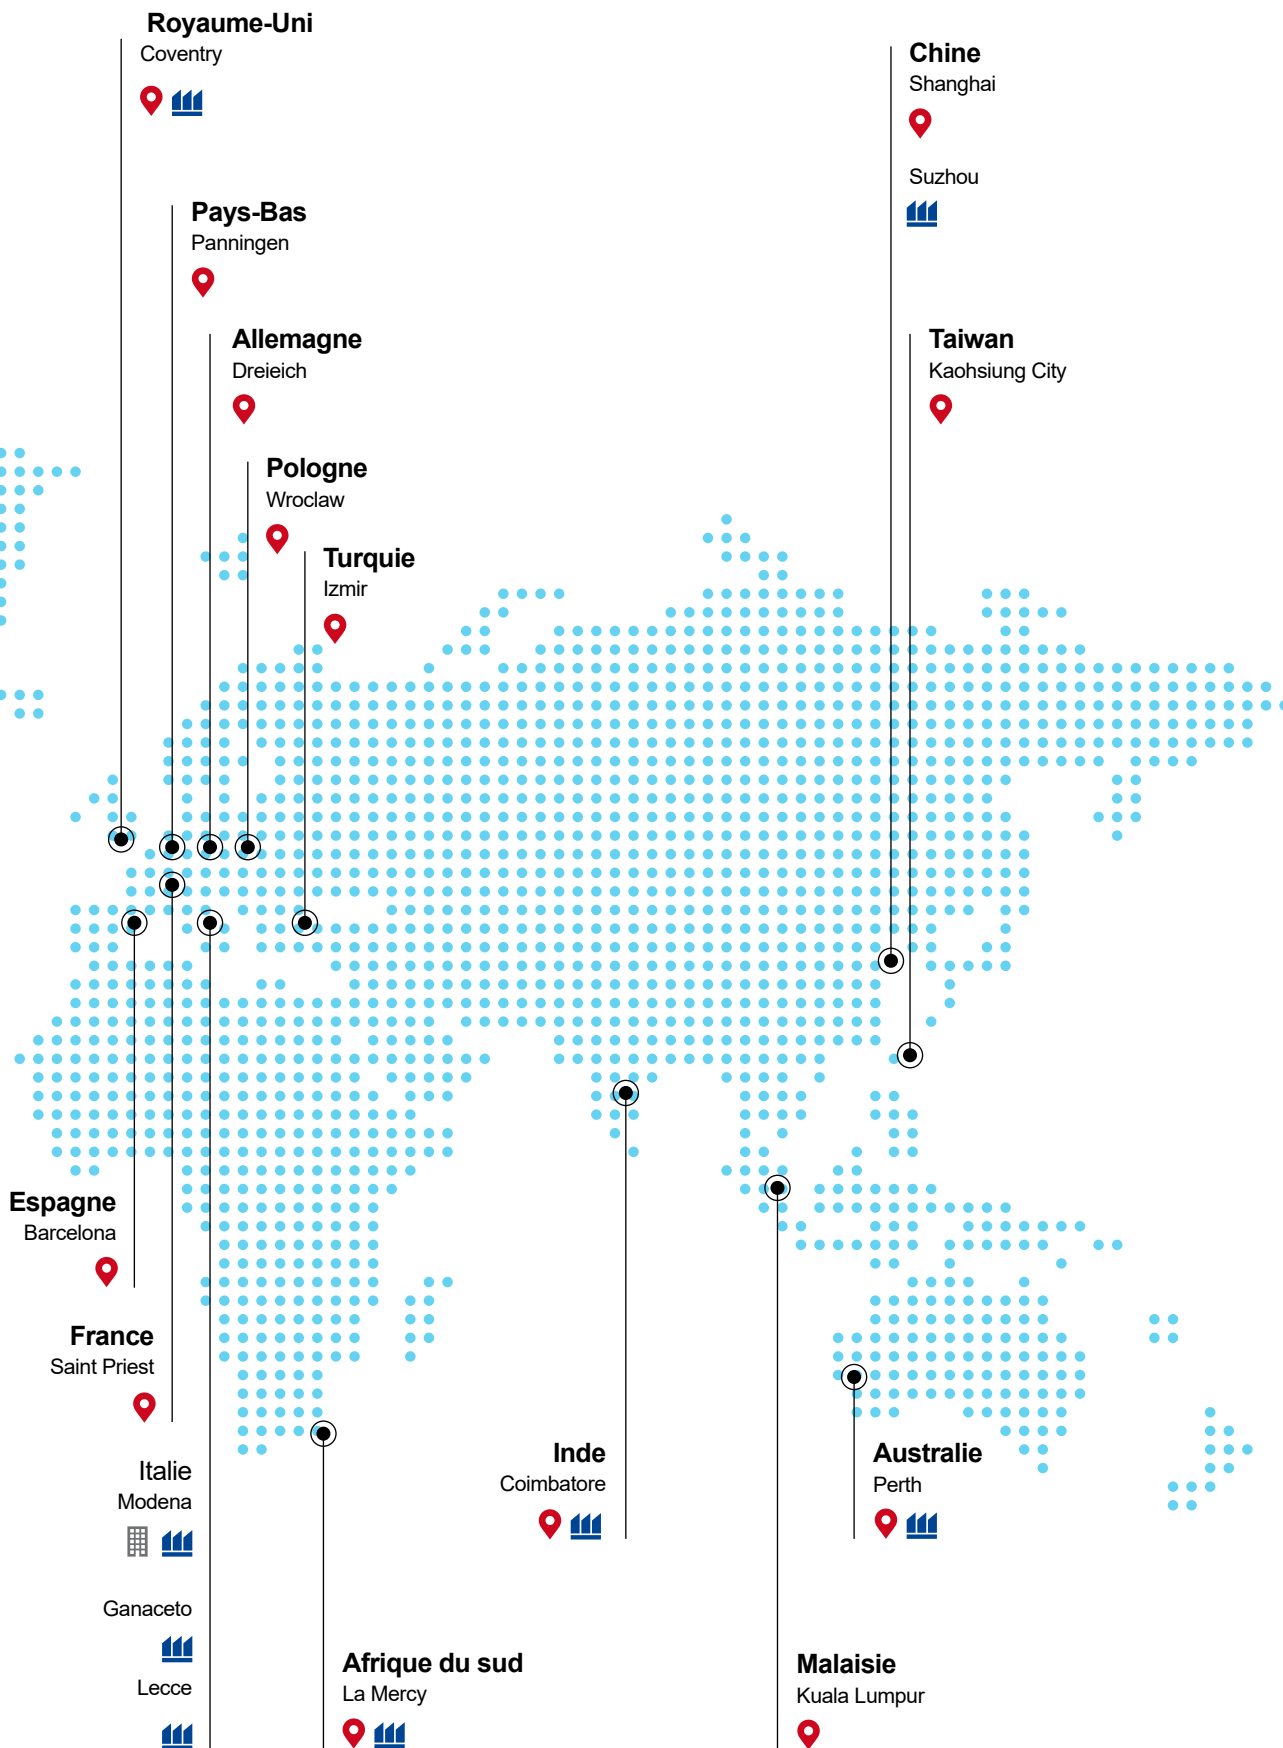 Royaume-Uni
Coventry
Chine
Shanghai
Suzhou
Pays-Bas
Panningen
Allemagne
Dreieich
Taiwan
Kaohsiung City
Pologne
Wroclaw
Turquie
Izmir
Espagne
Barcelona
France
Saint Priest
Italie
Modena
Ganaceto
Lecce
Inde
Coimbatore
Australie
Perth
Afrique du sud
La Mercy
Malaisie
Kuala Lumpur